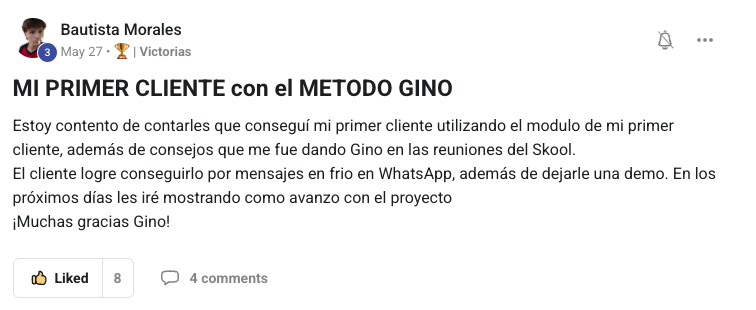 Bautista Morales
3
May 27 • 🏆 | Victorias
MI PRIMER CLIENTE con el METODO GINO
Estoy contento de contarles que conseguí mi primer cliente utilizando el modulo de mi primer
cliente, además de consejos que me fue dando Gino en las reuniones del Skool.
El cliente logre conseguirlo por mensajes en frio en WhatsApp, además de dejarle una demo. En los
próximos días les iré mostrando como avanzo con el proyecto
¡Muchas gracias Gino!
👍 Liked 8 4 comments